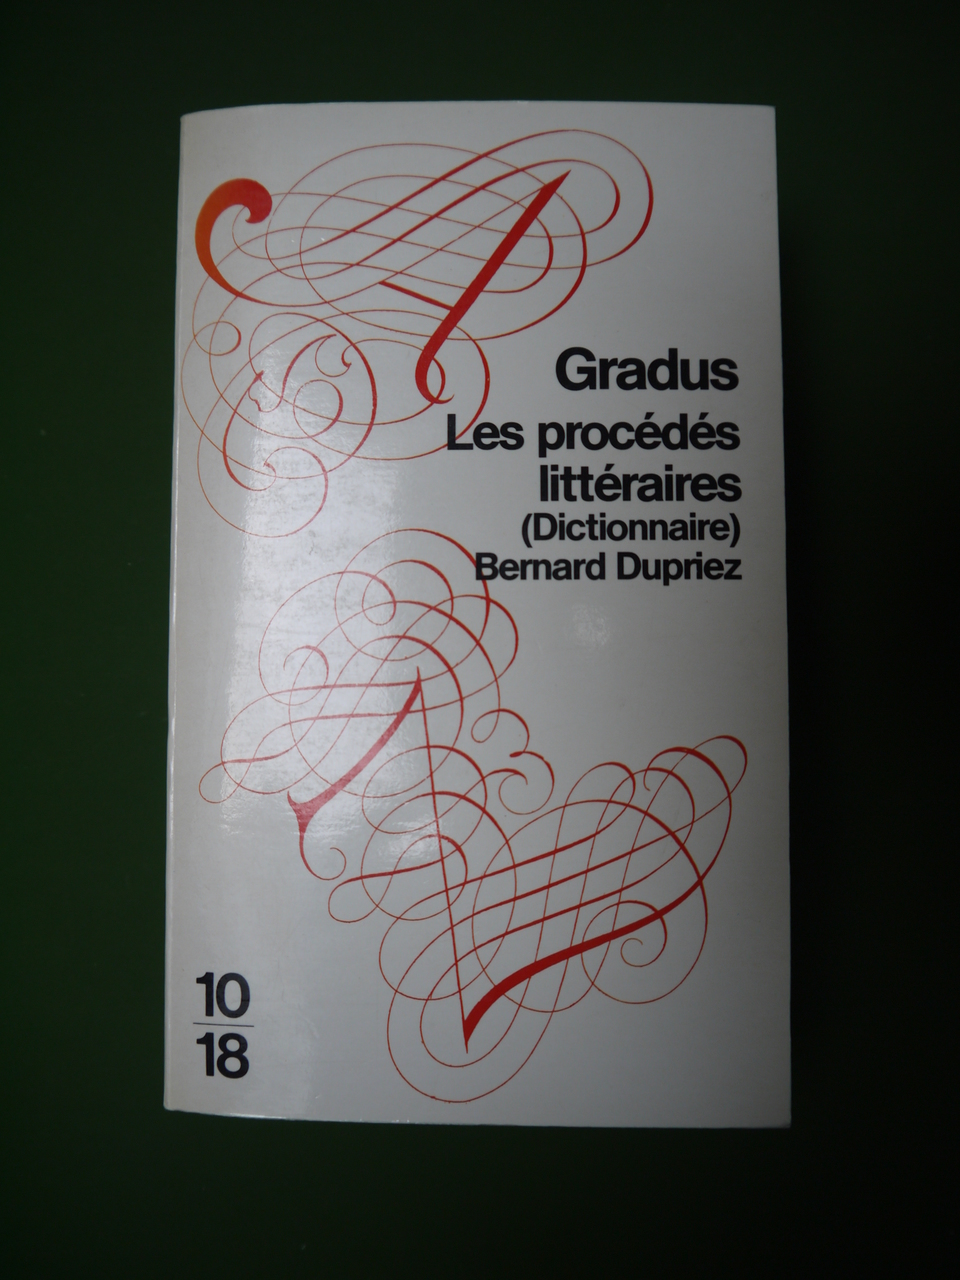 Gradus
Les procédés
littéraires
(Dictionnaire)
Bernard Dupriez
10
18